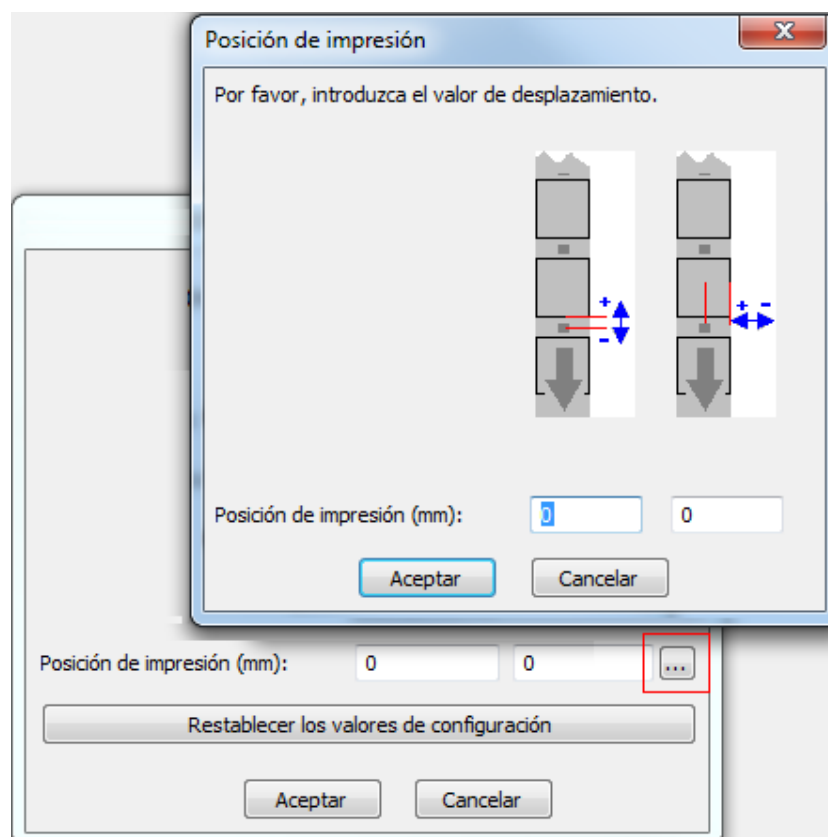 Posición de impresión
Por favor, introduzca el valor de desplazamiento.
+
-
+ -
Posición de impresión (mm): 0 0
Aceptar Cancelar
Posición de impresión (mm): 0 0 ...
Restablecer los valores de configuración
Aceptar Cancelar